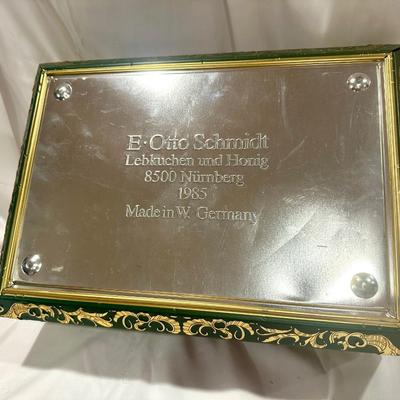 E·Otto Schmidt
Lebkuchen und Honig
8500 Nürnberg
1985
Made in W. Germany